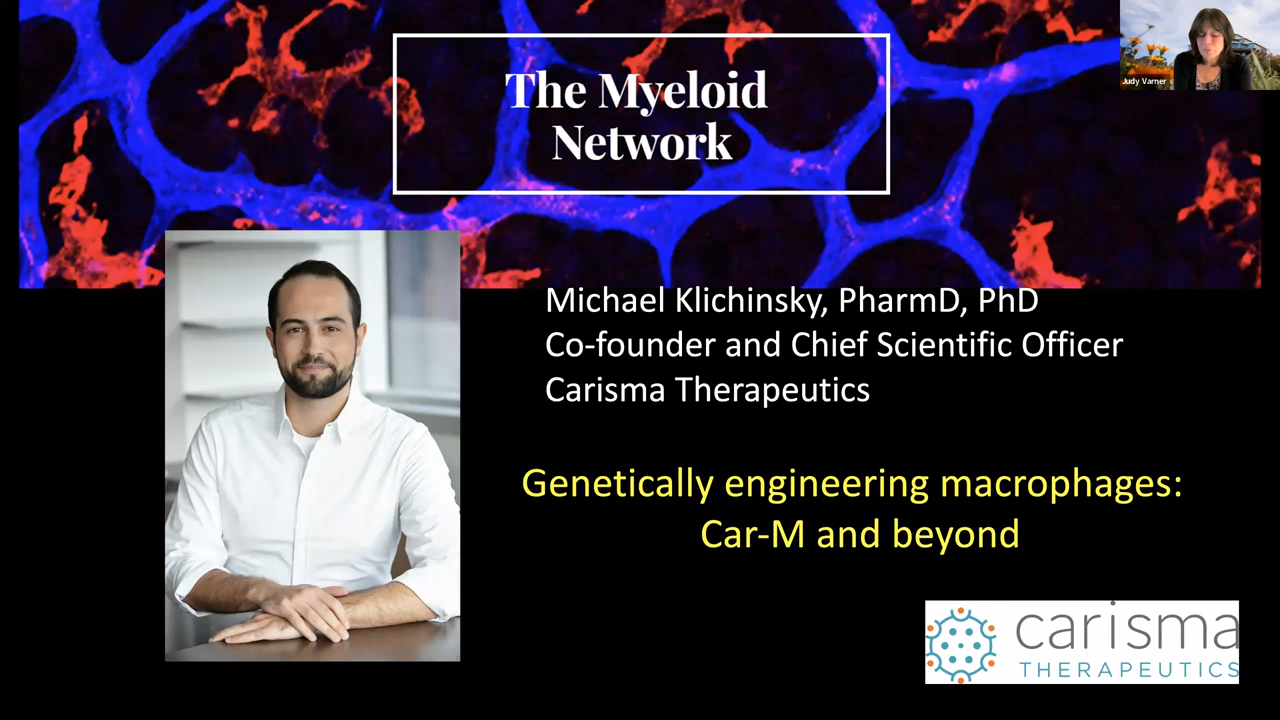 The Myeloid
Network
Judy Varner
Michael Klichinsky, PharmD, PhD
Co-founder and Chief Scientific Officer
Carisma Therapeutics
Genetically engineering macrophages:
Car-M and beyond
carisma
THERAPEUTICS